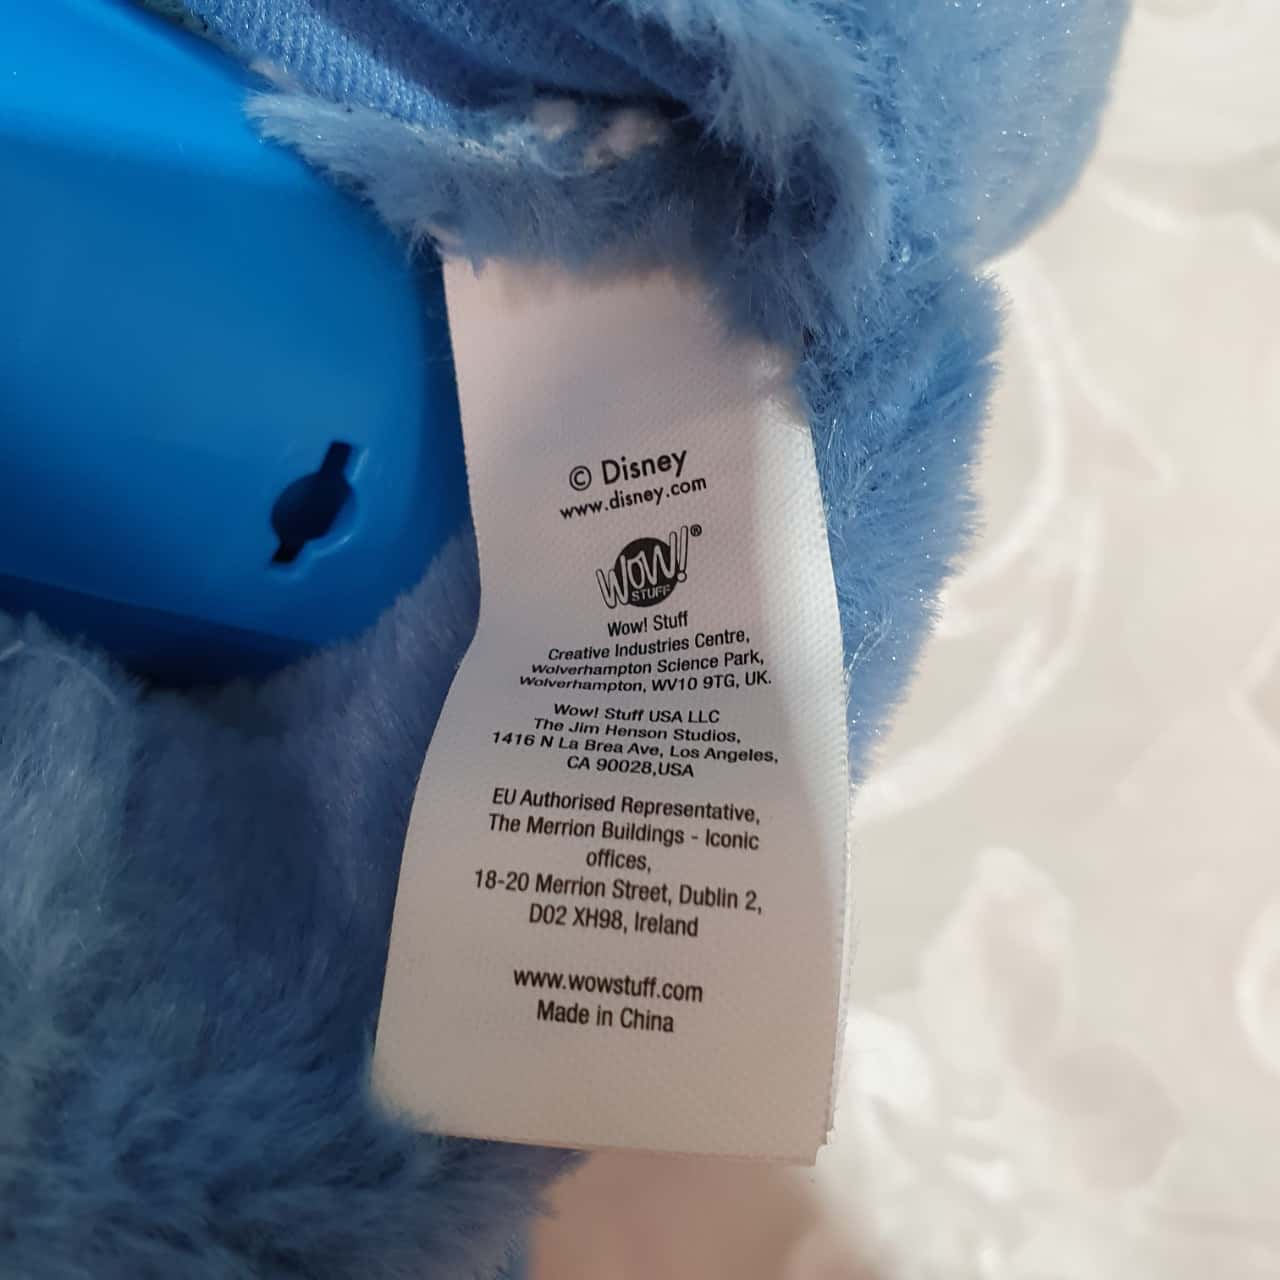 © Disney
www.disney.com
WOW!®
STUFF
Wow! Stuff
Creative Industries Centre,
Wolverhampton Science Park,
Wolverhampton, WV10 9TG, UK.
Wow! Stuff USA LLC
The Jim Henson Studios,
1416 N La Brea Ave, Los Angeles,
CA 90028,USA
EU Authorised Representative,
The Merrion Buildings - Iconic
offices,
18-20 Merrion Street, Dublin 2,
D02 XH98, Ireland
www.wowstuff.com
Made in China